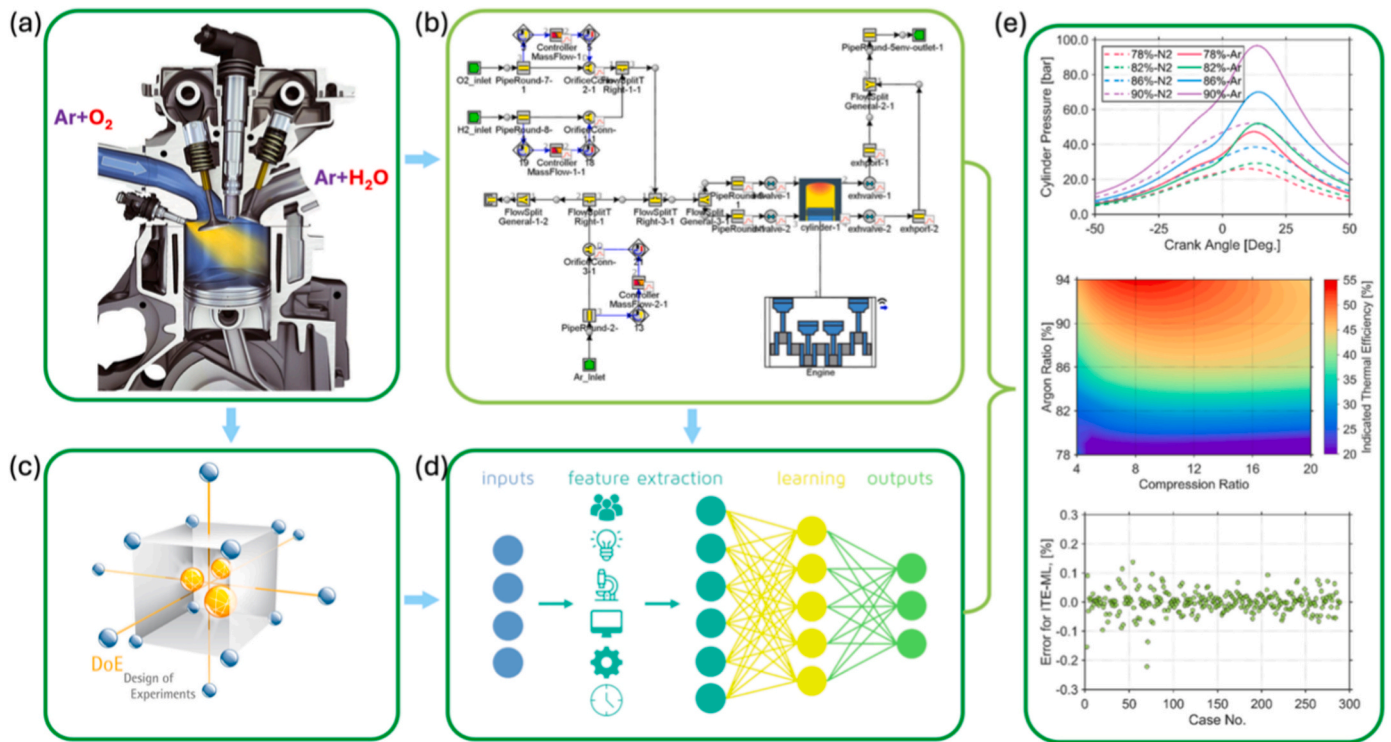 (a)
Ar+O2
Ar+H2O
(b)
Controller
MassFlow-1
O2_inlet
PipeRound-7-
1
OrificeConn-
2-1
FlowSplitT
Right-1-1
H2_inlet
PipeRound-8-
OrificeConn-
19
Controller
MassFlow-1-1
18
FlowSplit
General-1-2
FlowSplitT
Right-1
FlowSplitT
Right-3-1
FlowSplit
General-3-1
cylinder-1
exhvalve-1
exhvalve-2
exhport-1
exhport-2
FlowSplit
General-2-1
PipeRound-5
env-outlet-1
OrificeConn-
3-1
Controller
MassFlow-2-1
PipeRound-2-
13
Ar_Inlet
1
Engine
(c)
DoE
Design of
Experiments
(d)
inputs
feature extraction
learning
outputs
(e)
Cylinder Pressure [bar]
100.0
80.0
60.0
40.0
20.0
0.0
78%-N2
82%-N2
86%-N2
90%-N2
78%-Ar
82%-Ar
86%-Ar
90%-Ar
-50
-25
0
25
50
Crank Angle [Deg.]
Argon Ratio [%]
94
90
86
82
78
4
8
12
16
20
Compression Ratio
55
50
45
40
35
30
25
20
Indicated Thermal Efficiency [%]
Error for ITE-ML, [%]
0.3
0.2
0.1
0.0
-0.1
-0.2
-0.3
0
50
100
150
200
250
300
Case No.